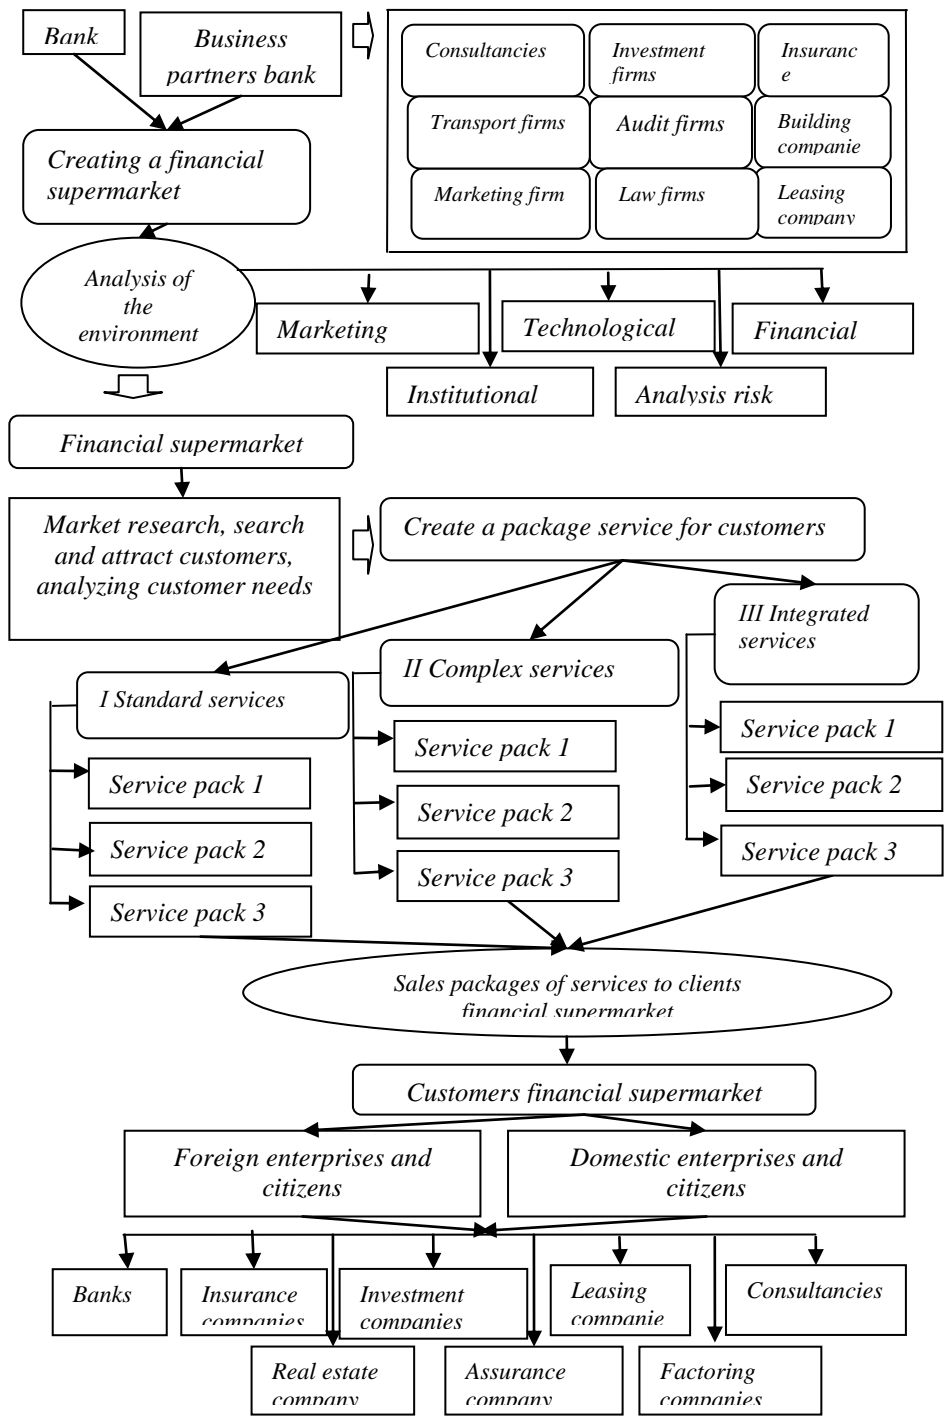 Bank
Business
partners bank
Consultancies
Investment
firms
Insuranc
e
Transport firms
Audit firms
Building
companie
Marketing firm
Law firms
Leasing
company
Creating a financial
supermarket
Analysis of
the
environment
Marketing
Technological
Financial
Institutional
Analysis risk
Financial supermarket
Market research, search
and attract customers,
analyzing customer needs
Create a package service for customers
I Standard services
II Complex services
III Integrated
services
Service pack 1
Service pack 2
Service pack 3
Service pack 1
Service pack 2
Service pack 3
Service pack 1
Service pack 2
Service pack 3
Sales packages of services to clients
financial supermarket
Customers financial supermarket
Foreign enterprises and
citizens
Domestic enterprises and
citizens
Banks
Insurance
companies
Investment
companies
Leasing
companie
Consultancies
Real estate
company
Assurance
company
Factoring
companies